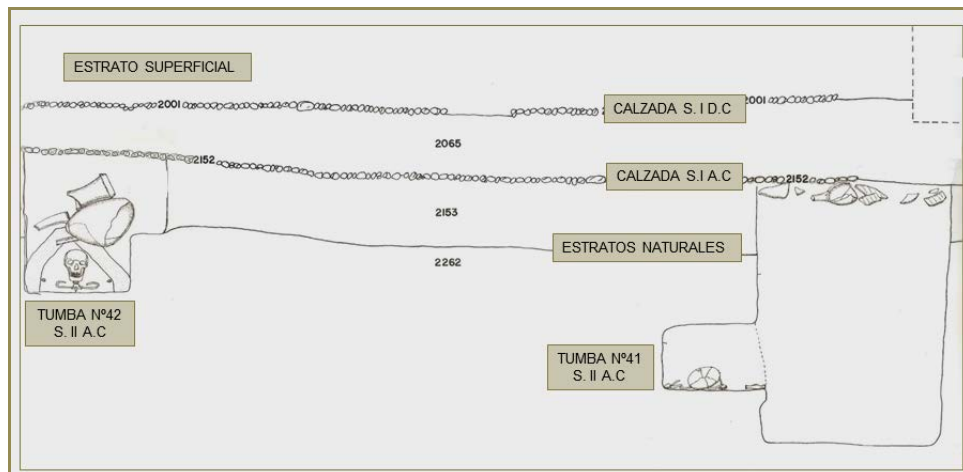 ESTRATO SUPERFICIAL
2001
CALZADA S. I D.C
2001
2065
2152
CALZADA S.I A.C
2152
2153
ESTRATOS NATURALES
2262
TUMBA Nº42
S. II A.C
TUMBA Nº41
S. II A.C